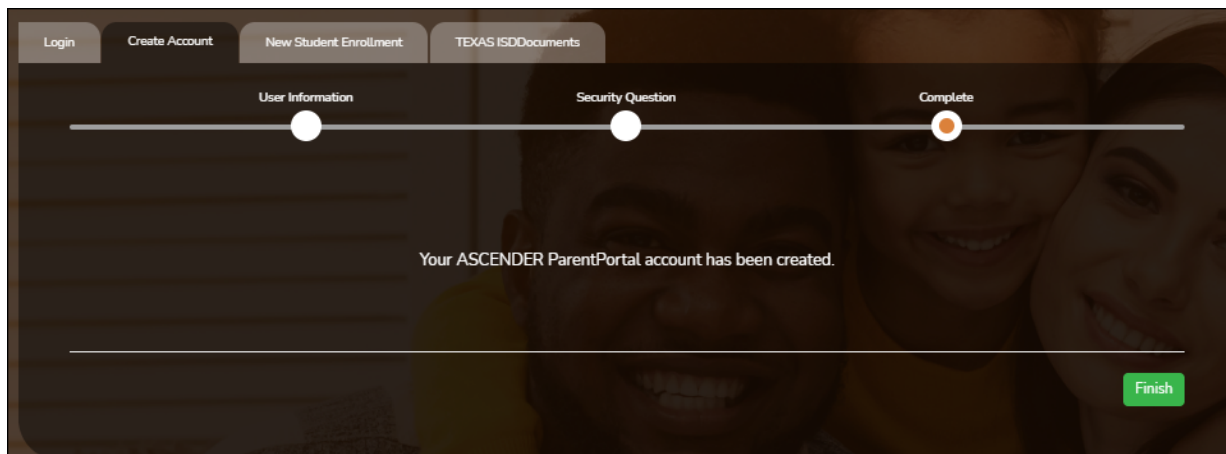 Login
Create Account
New Student Enrollment
TEXAS ISDDocuments
User Information
Security Question
Complete
Your ASCENDER ParentPortal account has been created.
Finish